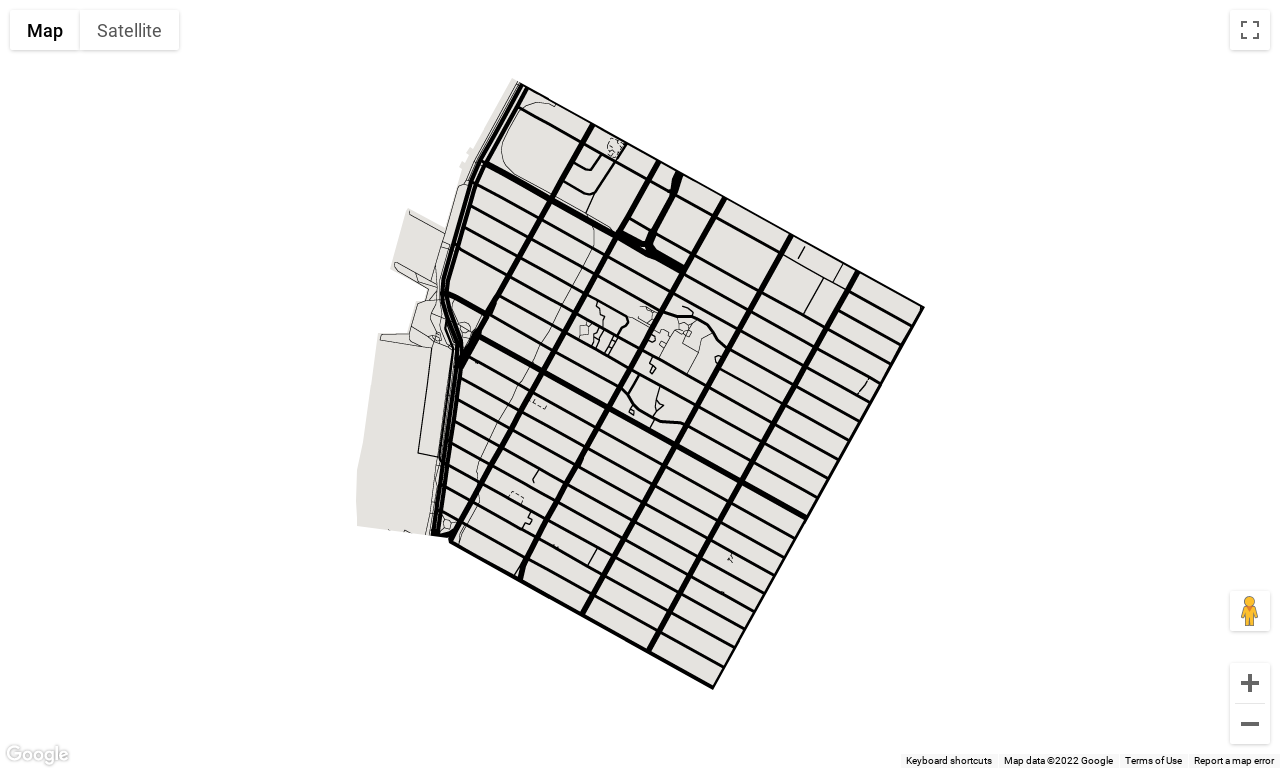 Map
Satellite
Google
Keyboard shortcuts
Map data ©2022 Google
Terms of Use
Report a map error